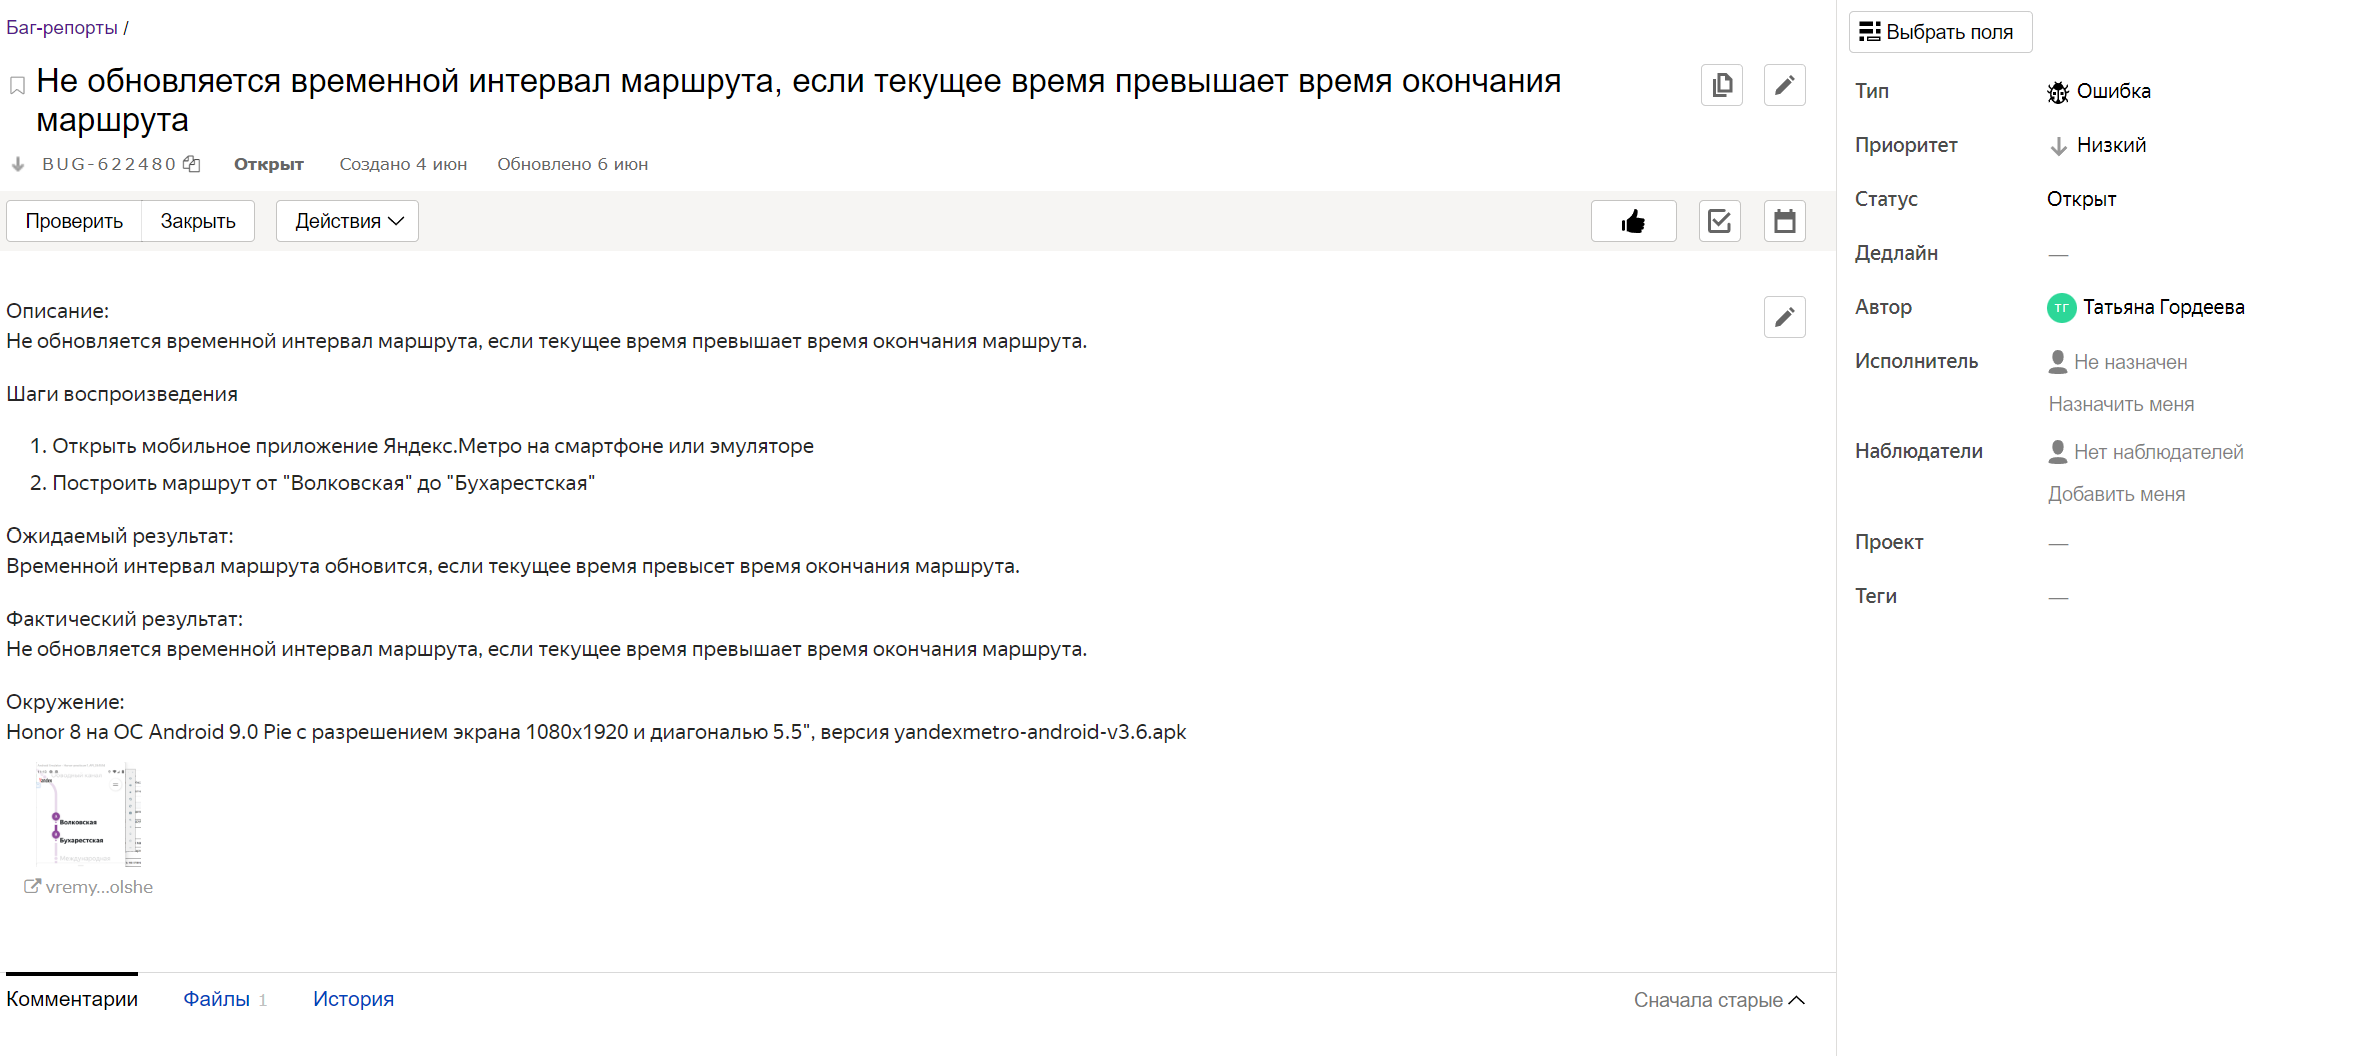 Баг-репорты /
Не обновляется временной интервал маршрута, если текущее время превышает время окончания
маршрута
BUG-622480 Открыт Создано 4 июн Обновлено 6 июн
Проверить Закрыть Действия
Описание:
Не обновляется временной интервал маршрута, если текущее время превышает время окончания маршрута.
Шаги воспроизведения
1. Открыть мобильное приложение Яндекс.Метро на смартфоне или эмуляторе
2. Построить маршрут от "Волковская" до "Бухарестская"
Ожидаемый результат:
Временной интервал маршрута обновится, если текущее время превысет время окончания маршрута.
Фактический результат:
Не обновляется временной интервал маршрута, если текущее время превышает время окончания маршрута.
Окружение:
Honor 8 на ОС Android 9.0 Pie с разрешением экрана 1080x1920 и диагональю 5.5", версия yandexmetro-android-v3.6.apk
Волковская
Бухарестская
Международная
vremy...olshe
Комментарии Файлы 1 История Сначала старые
Выбрать поля
Тип Ошибка
Приоритет Низкий
Статус Открыт
Дедлайн —
Автор ТГ Татьяна Гордеева
Исполнитель Не назначен
Назначить меня
Наблюдатели Нет наблюдателей
Добавить меня
Проект —
Теги —